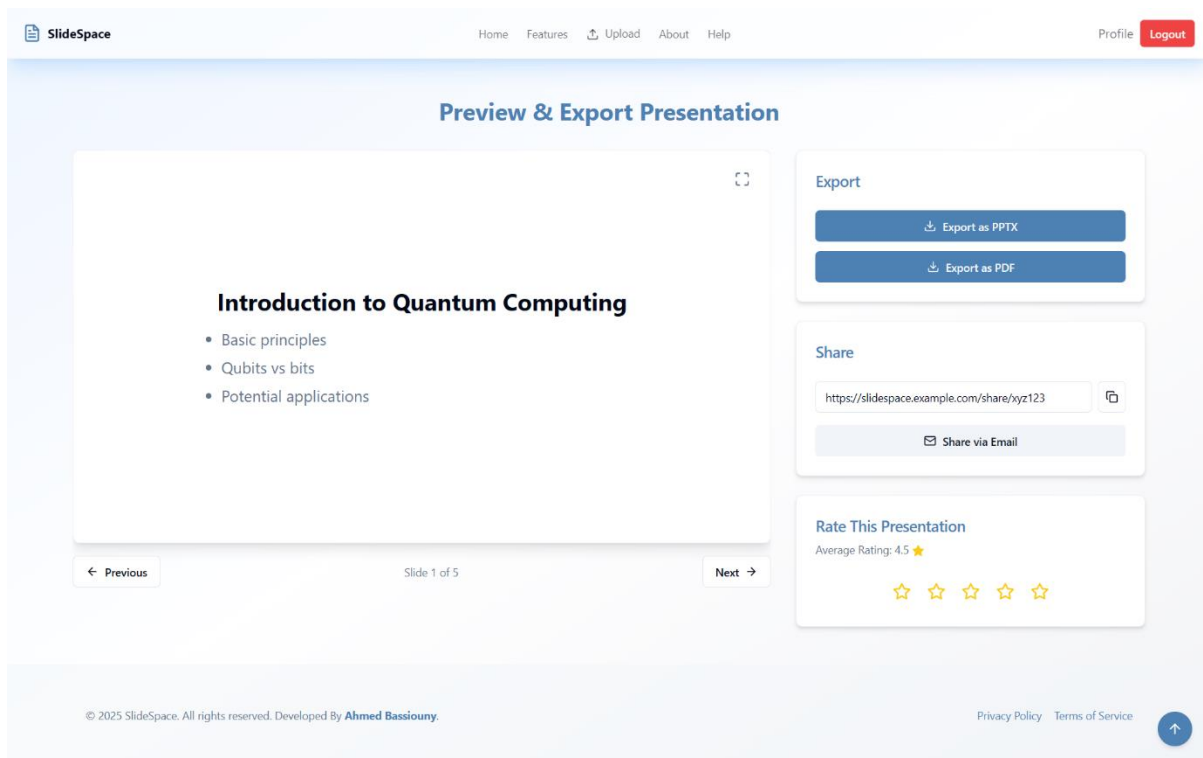 SlideSpace
Home Features Upload About Help
Profile Logout
Preview & Export Presentation
Introduction to Quantum Computing
• Basic principles
• Qubits vs bits
• Potential applications
← Previous
Slide 1 of 5
Next →
Export
Export as PPTX
Export as PDF
Share
https://slidespace.example.com/share/xyz123
Share via Email
Rate This Presentation
Average Rating: 4.5
© 2025 SlideSpace. All rights reserved. Developed By Ahmed Bassiouny.
Privacy Policy Terms of Service